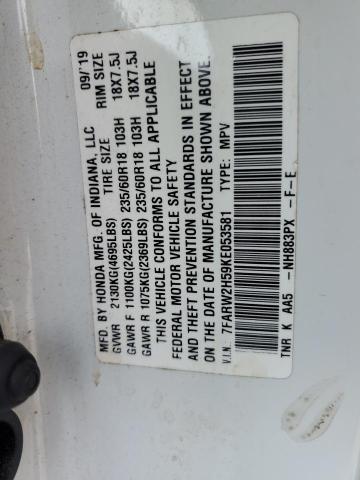 MFD. BY HONDA MFG. OF INDIANA, LLC 09/'19
TIRE SIZE RIM SIZE
GVWR 2130KG(4695LBS)
GAWR F 1100KG(2425LBS) 235/60R18 103H 18X7.5J
GAWR R 1075KG(2369LBS) 235/60R18 103H 18X7.5J
THIS VEHICLE CONFORMS TO ALL APPLICABLE
FEDERAL MOTOR VEHICLE SAFETY
AND THEFT PREVENTION STANDARDS IN EFFECT
ON THE DATE OF MANUFACTURE SHOWN ABOVE.
V.I.N.: 7FARW2H59KE053581 TYPE: MPV
TNR K AA5 -NH883PX -F-E